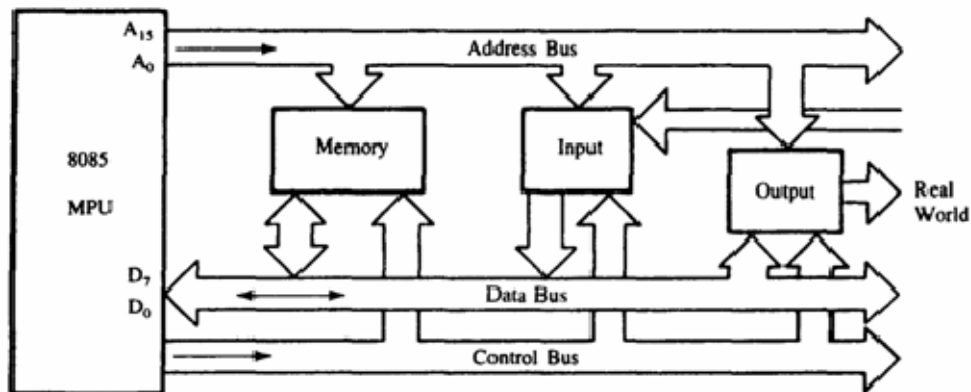 A₁₅
A₀
Address Bus
8085
MPU
Memory
Input
Output
Real
World
D₇
D₀
Data Bus
Control Bus